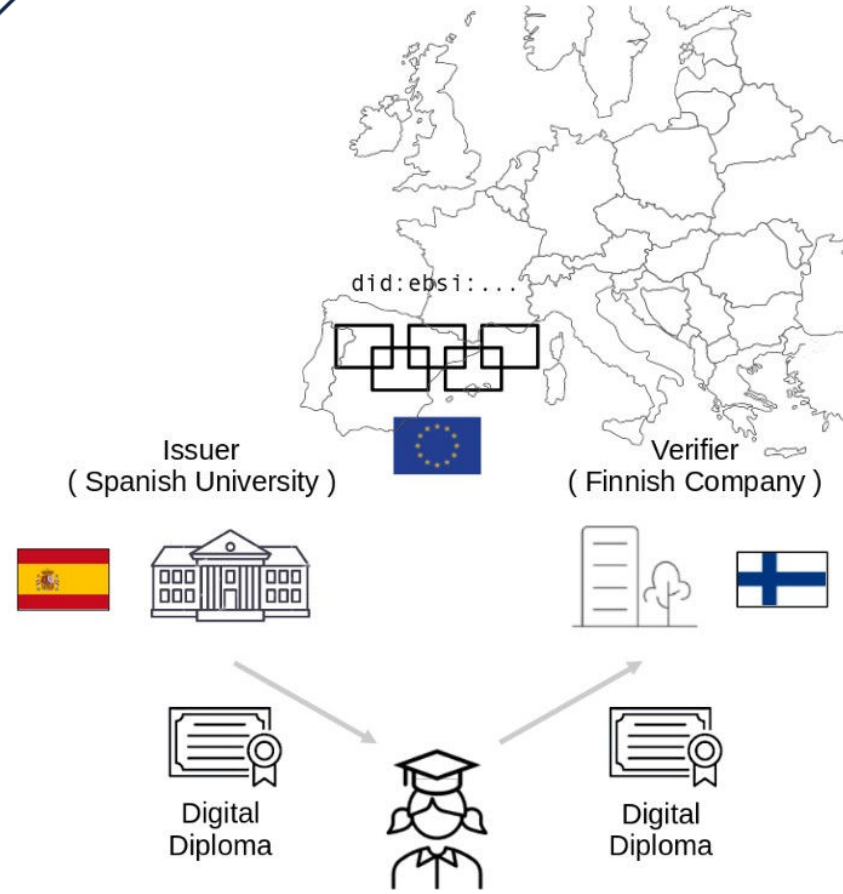 did:ebsi:...
Issuer
( Spanish University )
Verifier
( Finnish Company )
Digital
Diploma
Digital
Diploma